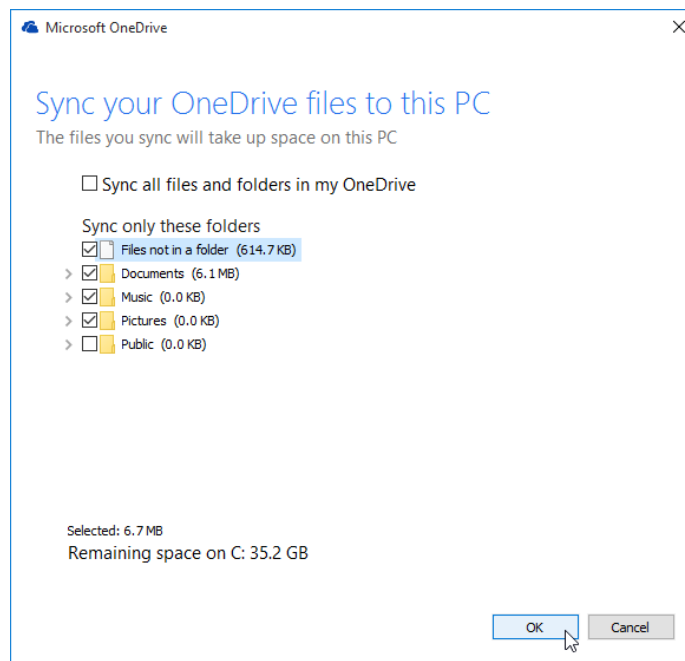 Microsoft OneDrive
Sync your OneDrive files to this PC
The files you sync will take up space on this PC
Sync all files and folders in my OneDrive
Sync only these folders
Files not in a folder (614.7 KB)
Documents (6.1 MB)
Music (0.0 KB)
Pictures (0.0 KB)
Public (0.0 KB)
Selected: 6.7 MB
Remaining space on C: 35.2 GB
OK Cancel